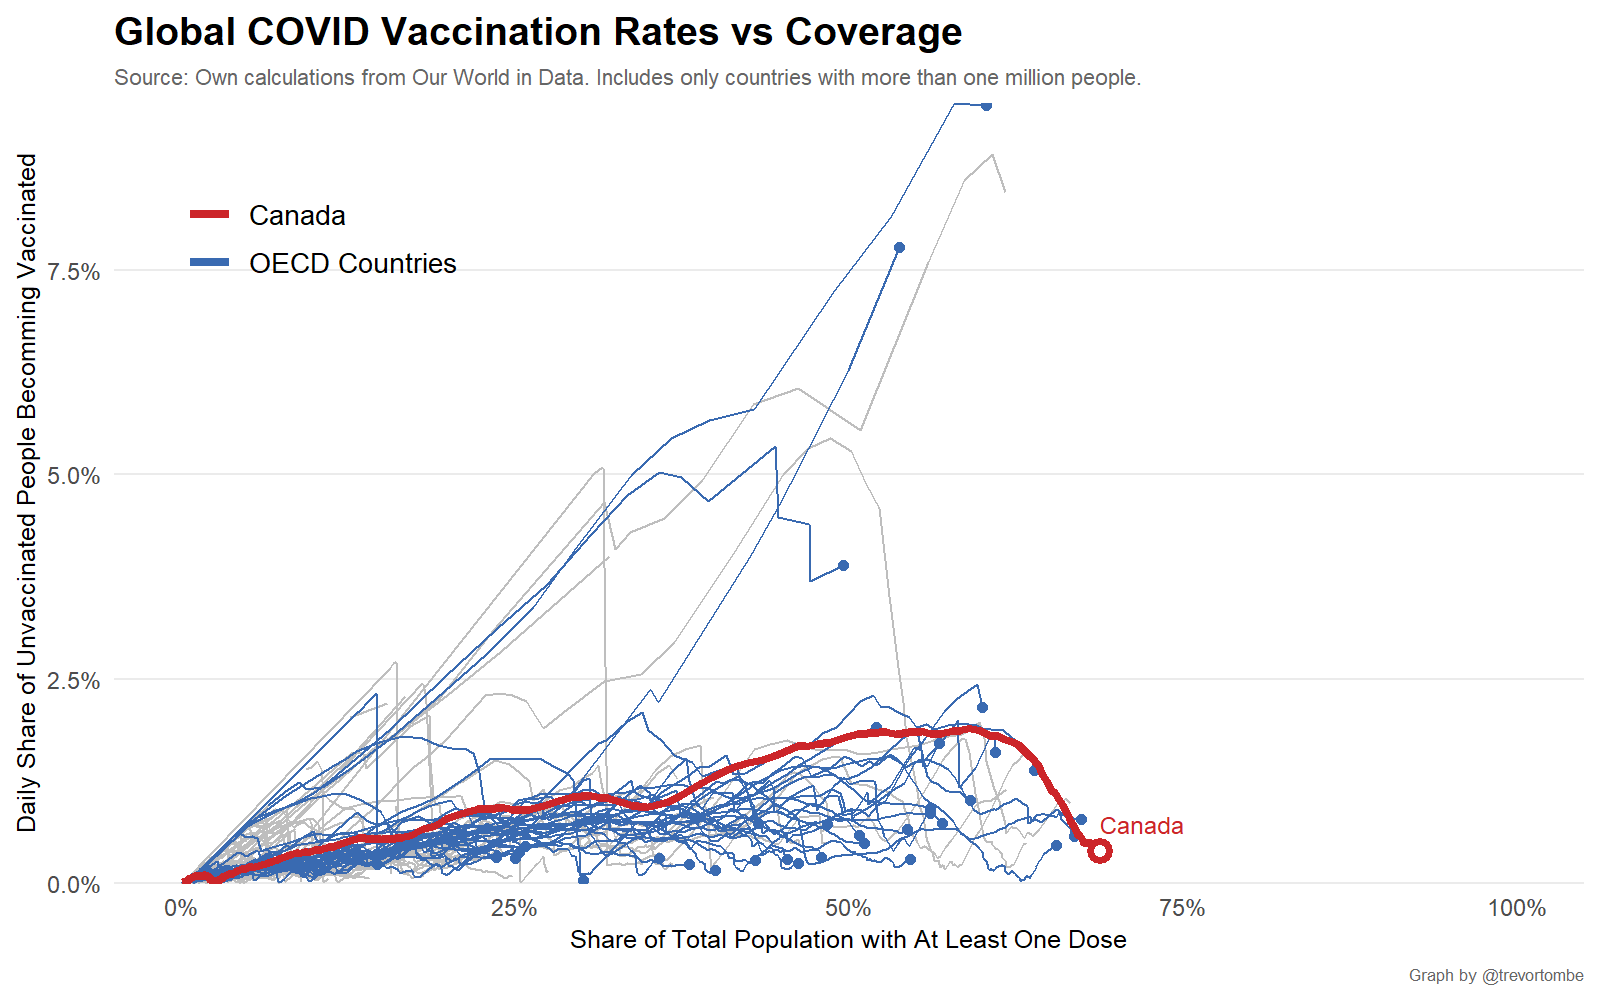 Global COVID Vaccination Rates vs Coverage
Source: Own calculations from Our World in Data. Includes only countries with more than one million people.
Daily Share of Unvaccinated People Becomming Vaccinated
Canada
OECD Countries
7.5%
5.0%
2.5%
0.0%
Canada
0%
25%
50%
75%
100%
Share of Total Population with At Least One Dose
Graph by @trevortombe